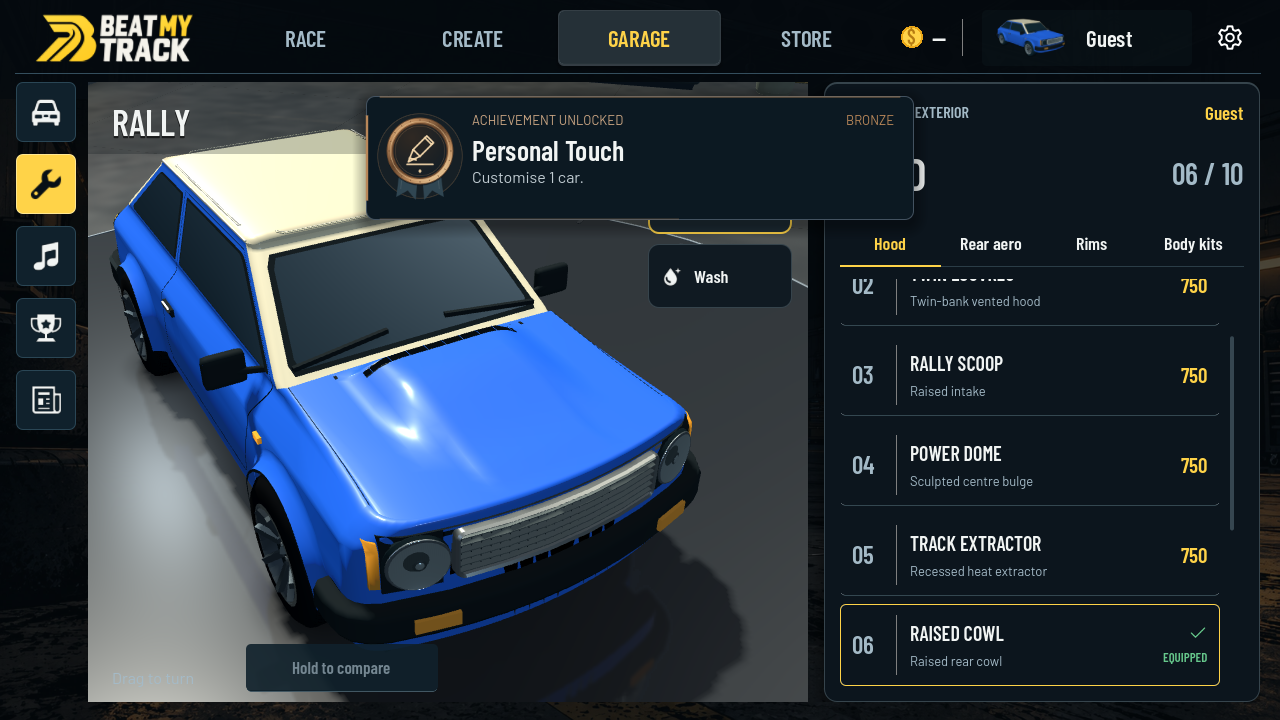 BEAT MY
TRACK
RACE
CREATE
GARAGE
STORE
$ –
Guest
RALLY
ACHIEVEMENT UNLOCKED
BRONZE
Personal Touch
Customise 1 car.
EXTERIOR
Guest
06 / 10
Hood
Rear aero
Rims
Body kits
Wash
02
750
Twin-bank vented hood
03
RALLY SCOOP
Raised intake
750
04
POWER DOME
Sculpted centre bulge
750
05
TRACK EXTRACTOR
Recessed heat extractor
750
06
RAISED COWL
Raised rear cowl
EQUIPPED
Hold to compare
Drag to turn